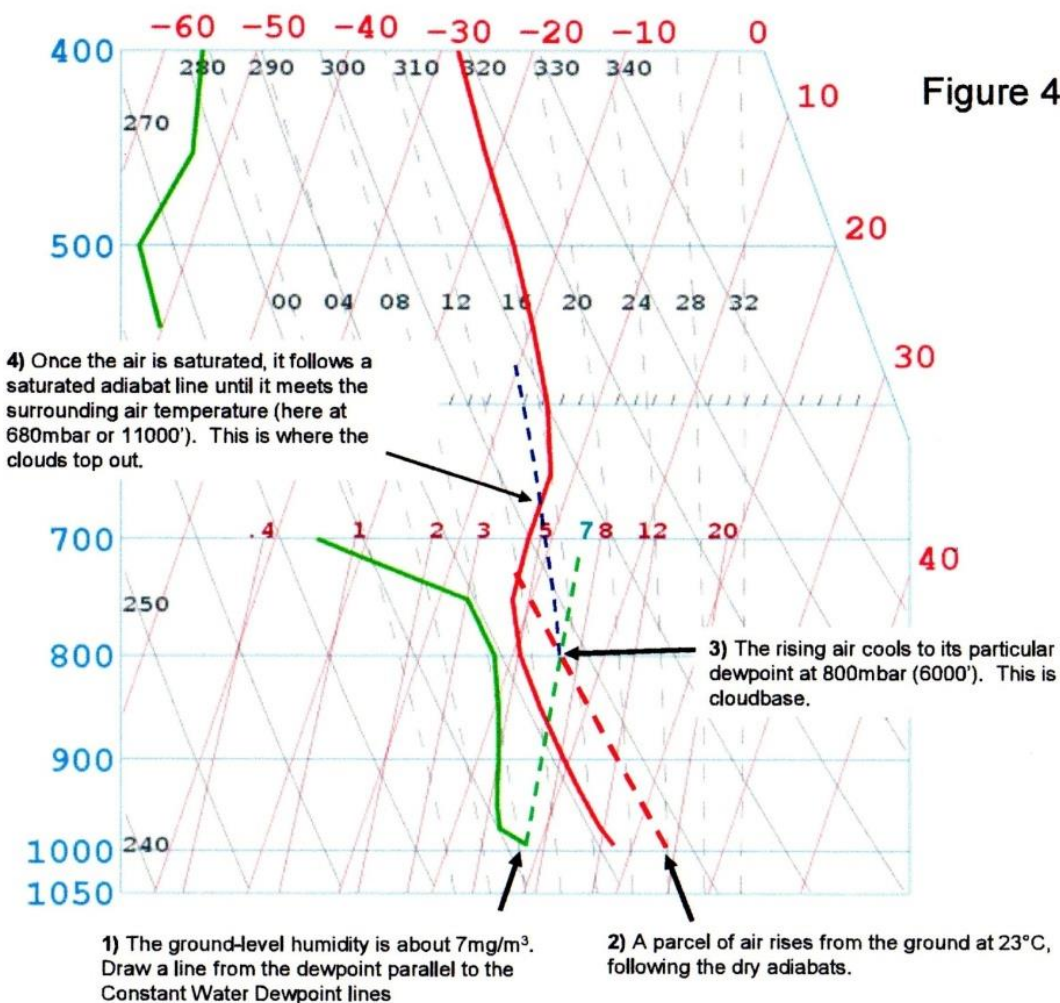 -60 -40 -40 -30 -20 -10 0
400
280 290 300 310 320 330 340
Figure 4
10
270
20
500
00 04 08 12 16 20 24 28 32
30
4) Once the air is saturated, it follows a
saturated adiabat line until it meets the
surrounding air temperature (here at
680mbar or 11000'). This is where the
clouds top out.
.4 1 2 3 5 7 8 12 20
700
40
250
800
3) The rising air cools to its particular
dewpoint at 800mbar (6000'). This is
cloudbase.
900
1000
240
1050
1) The ground-level humidity is about 7mg/m³.
Draw a line from the dewpoint parallel to the
Constant Water Dewpoint lines
2) A parcel of air rises from the ground at 23°C,
following the dry adiabats.